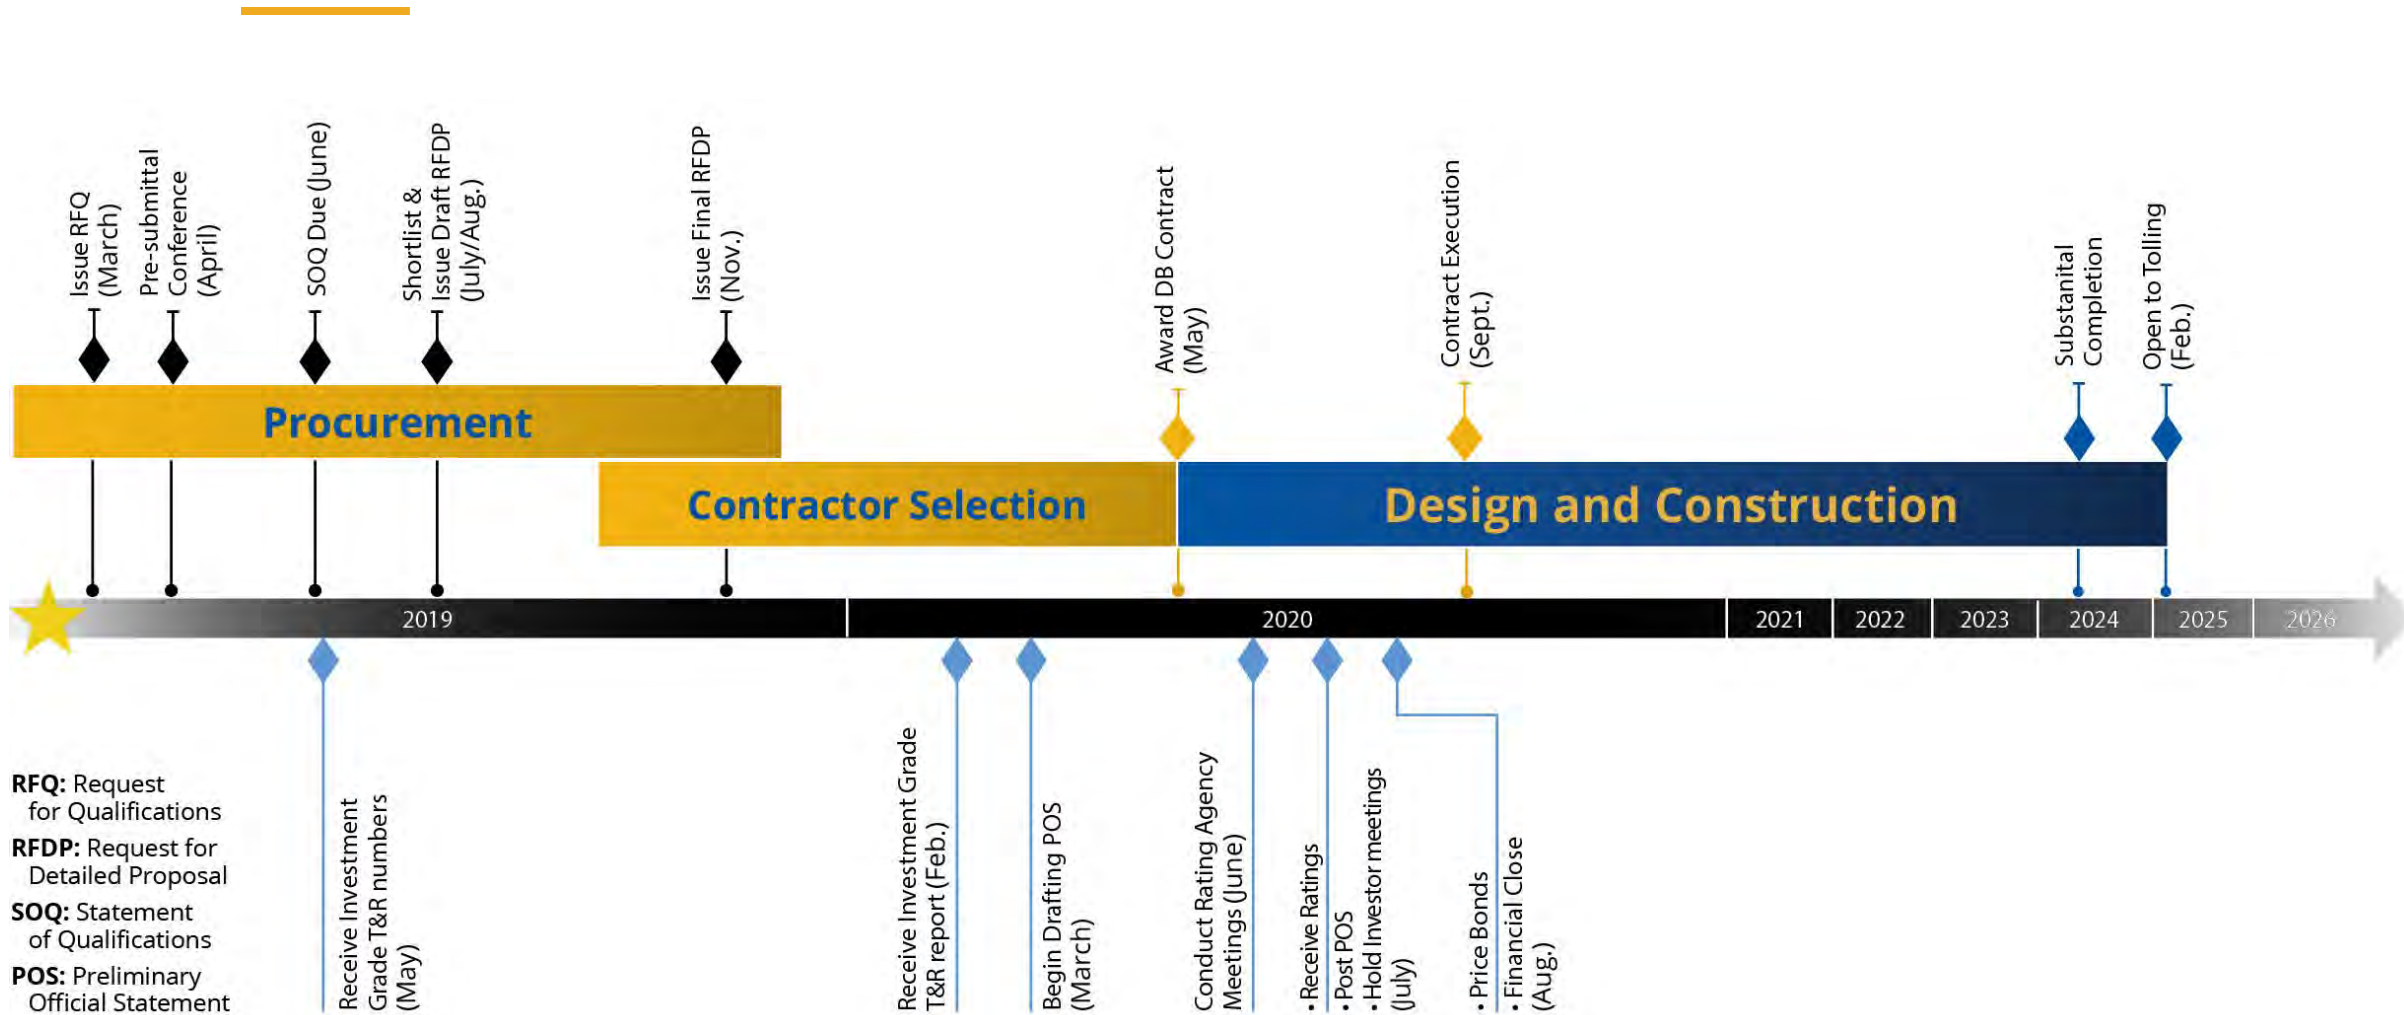 Issue RFQ
(March)
Pre-submittal
Conference
(April)
SOQ Due (June)
Shortlist &
Issue Draft RFDP
(July/Aug.)
Issue Final RFDP
(Nov.)
Award DB Contract
(May)
Contract Execution
(Sept.)
Substanital
Completion
Open to Tolling
(Feb.)
Procurement
Contractor Selection
Design and Construction
2019
2020
2021
2022
2023
2024
2025
2026
RFQ: Request
for Qualifications
RFDP: Request for
Detailed Proposal
SOQ: Statement
of Qualifications
POS: Preliminary
Official Statement
Receive Investment
Grade T&R numbers
(May)
Receive Investment Grade
T&R report (Feb.)
Begin Drafting POS
(March)
Conduct Rating Agency
Meetings (June)
• Receive Ratings
• Post POS
• Hold Investor meetings
(July)
• Price Bonds
• Financial Close
(Aug.)